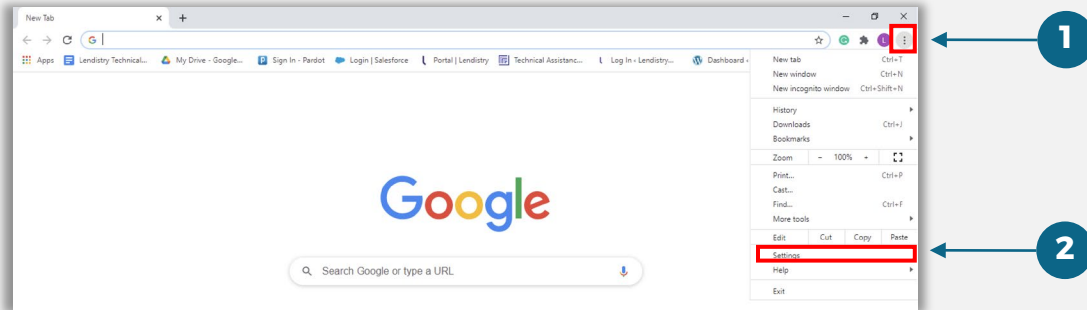 New Tab
G
Apps Lendistry Technical... My Drive - Google... Sign In - Pardot Login | Salesforce Portal | Lendistry Technical Assistanc... Log In ‹ Lendistry... Dashboard ‹
L
New tab Ctrl+T
New window Ctrl+N
New incognito window Ctrl+Shift+N
History
Downloads Ctrl+J
Bookmarks
Zoom - 100% +
Print... Ctrl+P
Cast...
Find... Ctrl+F
More tools
Edit Cut Copy Paste
Settings
Help
Exit
Google
Search Google or type a URL
1
2